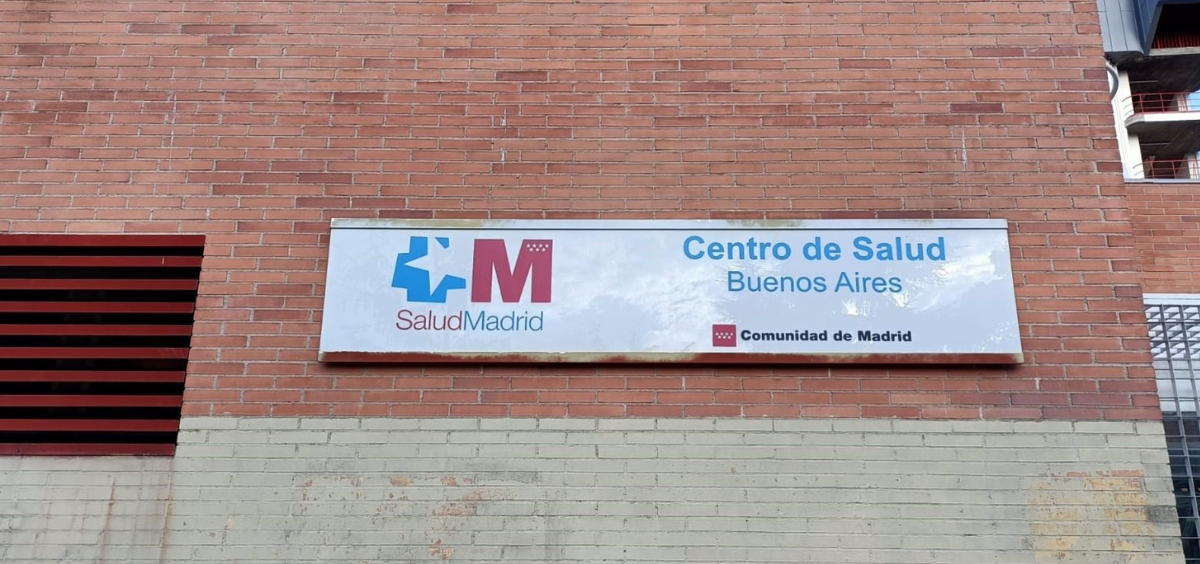 M
SaludMadrid
Centro de Salud
Buenos Aires
Comunidad de Madrid